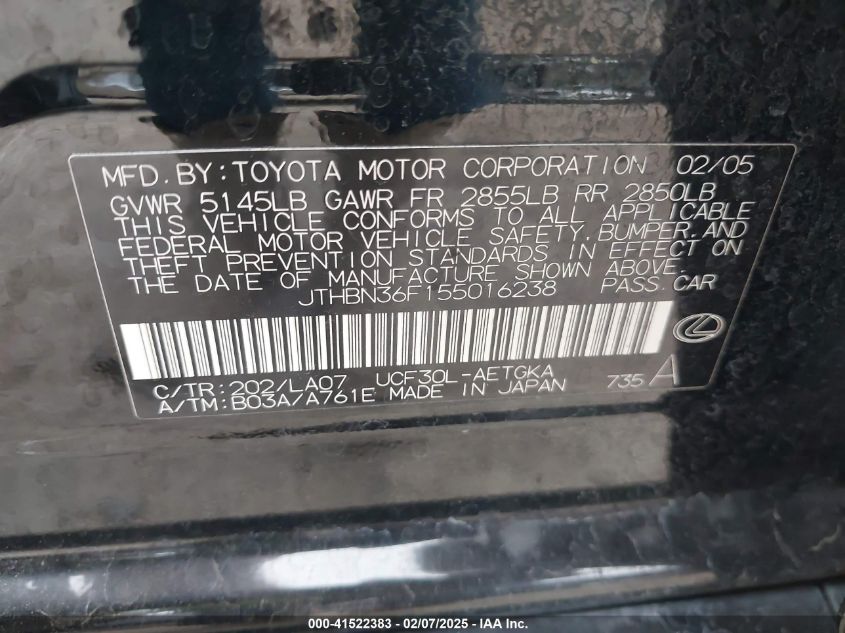 MFD. BY: TOYOTA MOTOR CORPORATION 02/05
GVWR 5145LB GAWR FR 2855LB RR 2850LB
THIS VEHICLE CONFORMS TO ALL APPLICABLE
FEDERAL MOTOR VEHICLE SAFETY, BUMPER, AND
THEFT PREVENTION STANDARDS IN EFFECT ON
THE DATE OF MANUFACTURE SHOWN ABOVE.
JTHBN36F155016238 PASS. CAR
C/TR: 202/LA07 UCF30L-AETGKA 735 A
A/TM: B03A/A761E MADE IN JAPAN
000-41522383 - 02/07/2025 - IAA Inc.